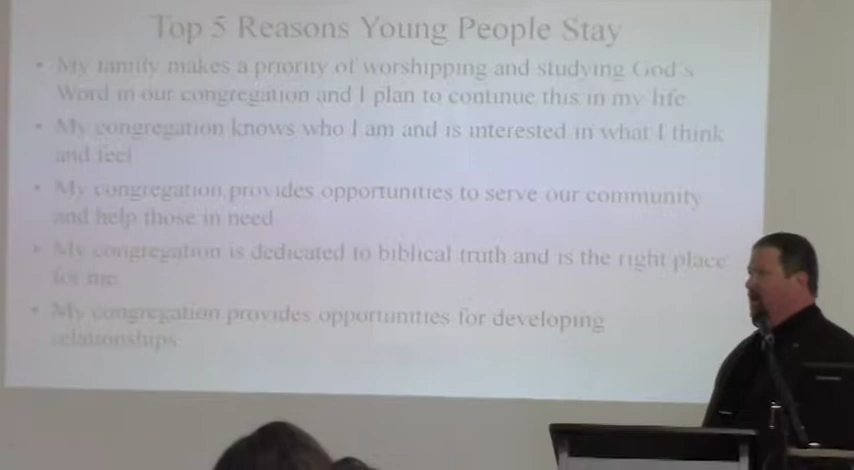 Top 5 Reasons Young People Stay
• My family makes a priority of worshipping and studying God's
Word in our congregation and I plan to continue this in my life
• My congregation knows who I am and is interested in what I think
and feel
• My congregation provides opportunities to serve our community
and help those in need
• My congregation is dedicated to biblical truth and is the right place
for me
• My congregation provides opportunities for developing
relationships